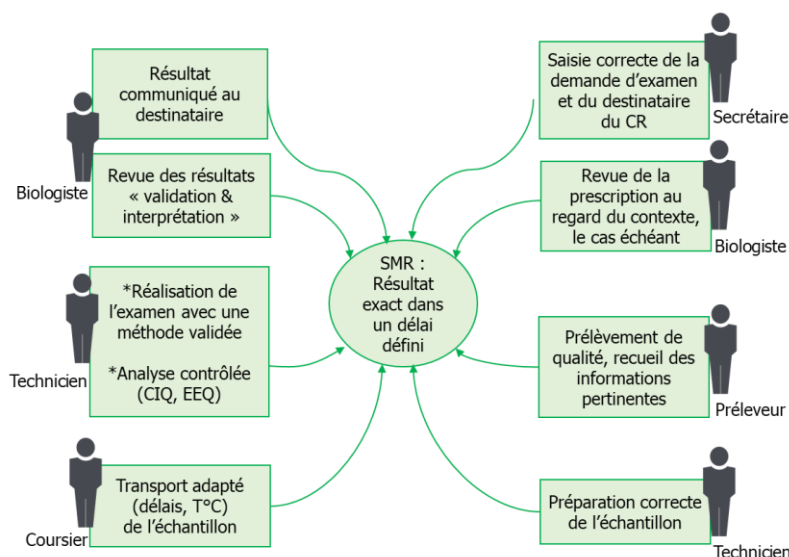 Résultat
communiqué au
destinataire
Biologiste
Revue des résultats
« validation &
interprétation »
Technicien
*Réalisation de
l’examen avec une
méthode validée
*Analyse contrôlée
(CIQ, EEQ)
Coursier
Transport adapté
(délais, T°C)
de l’échantillon
SMR :
Résultat
exact dans
un délai
défini
Saisie correcte de la
demande d’examen
et du destinataire
du CR
Secrétaire
Revue de la
prescription au
regard du contexte,
le cas échéant
Biologiste
Prélèvement de
qualité, recueil des
informations
pertinentes
Préleveur
Préparation correcte
de l’échantillon
Technicien